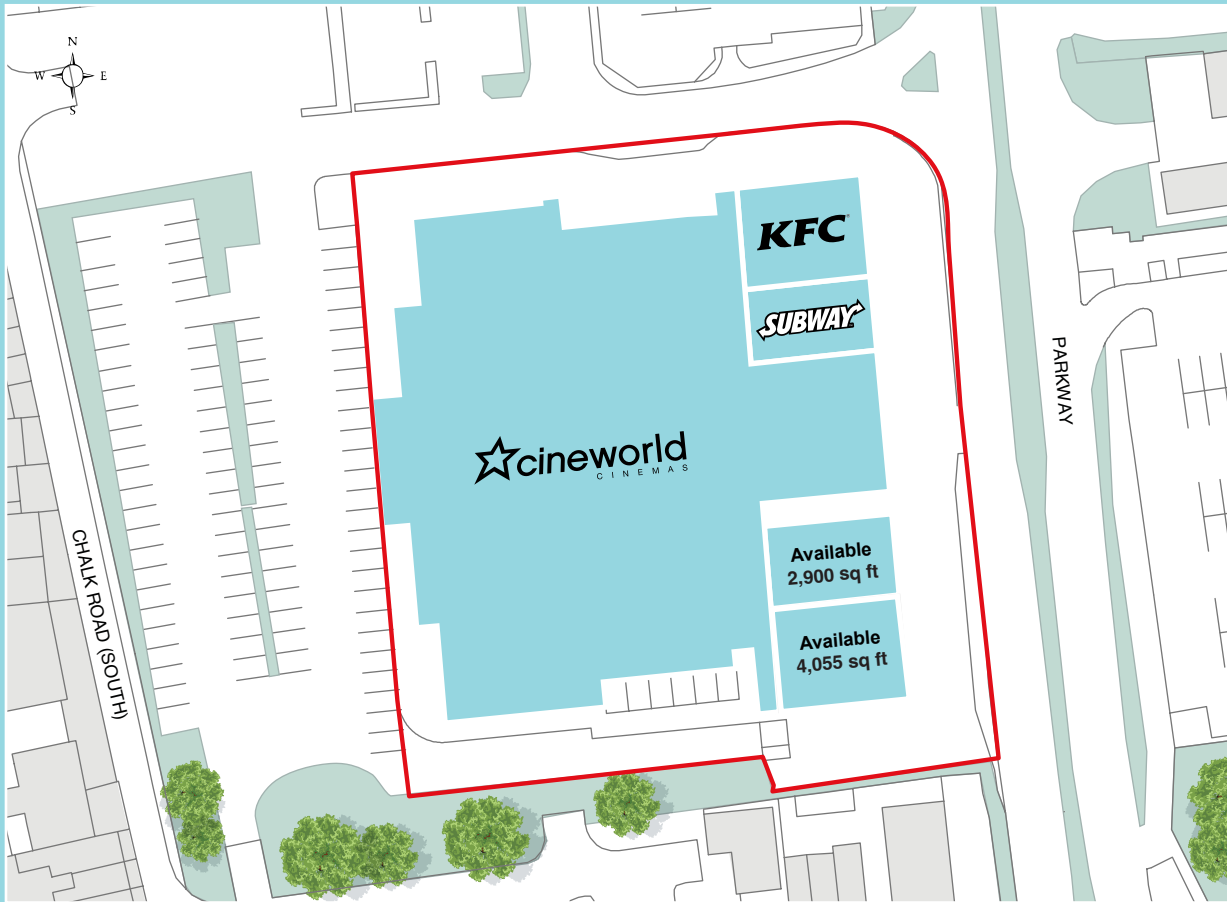 N
W E
S
KFC
SUBWAY
PARKWAY
cineworld
CINEMAS
CHALK ROAD (SOUTH)
Available
2,900 sq ft
Available
4,055 sq ft